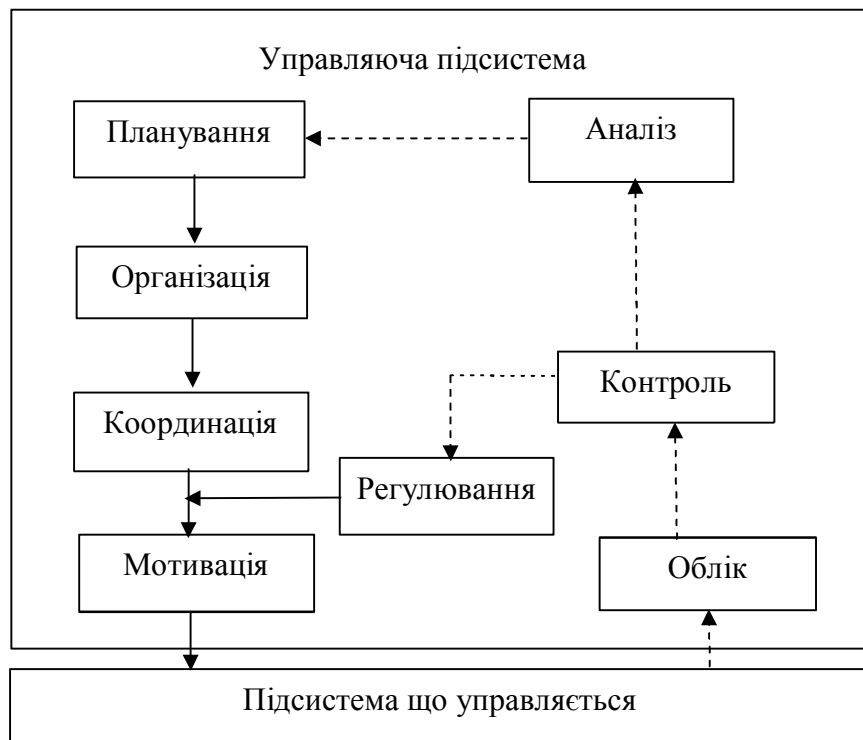 Управляюча підсистема
Планування
Аналіз
Організація
Контроль
Координація
Регулювання
Мотивація
Облік
Підсистема що управляється